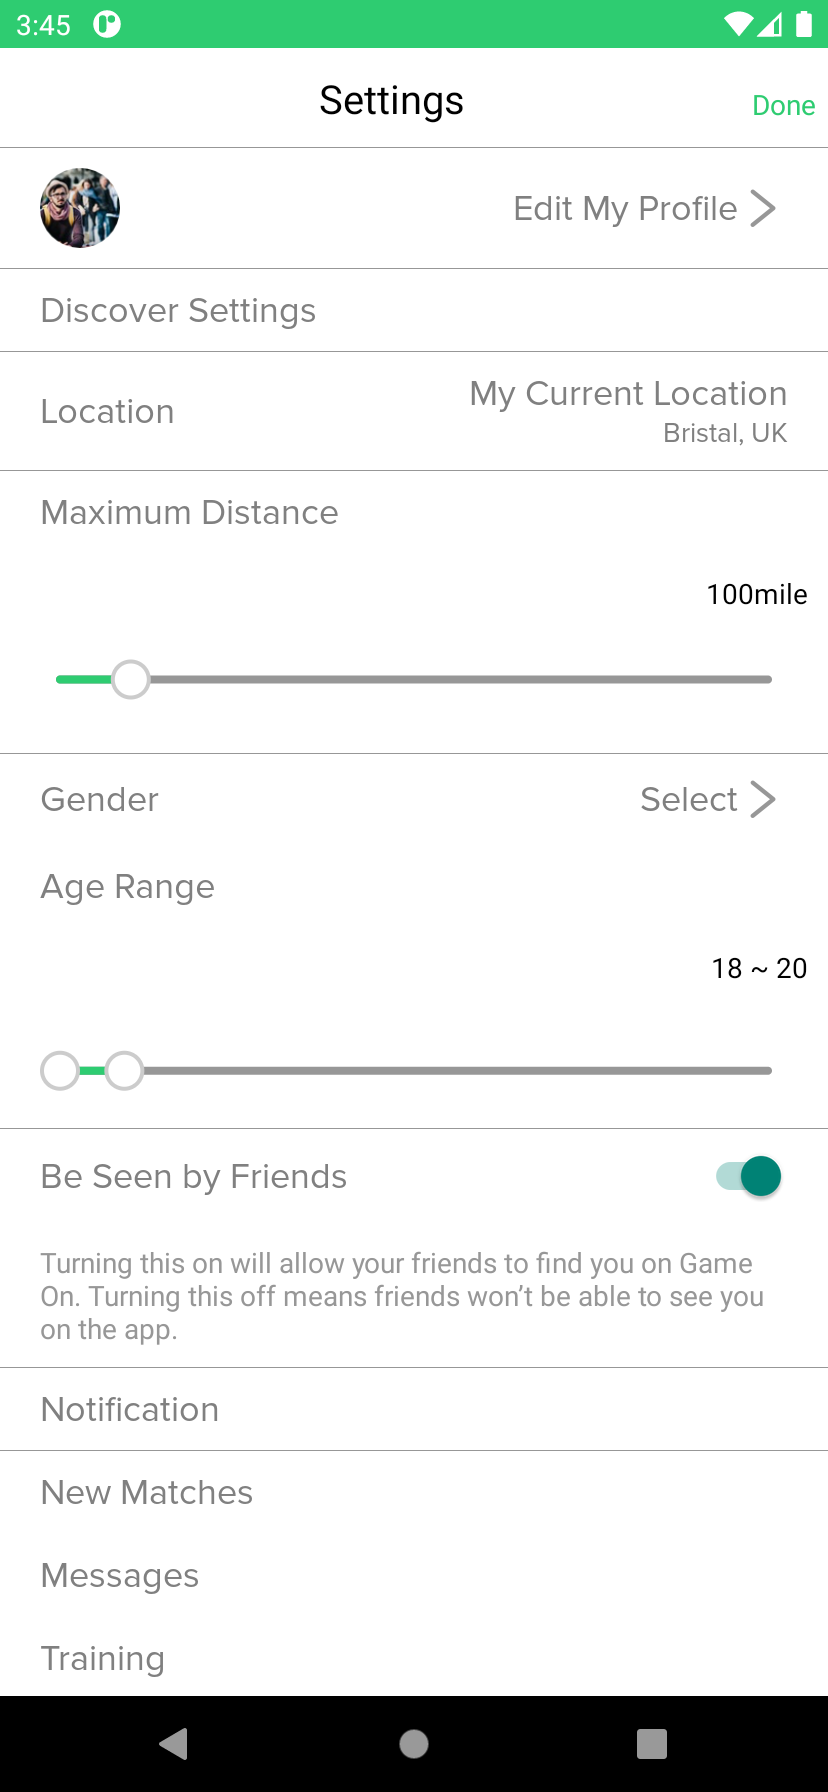 3:45
Settings
Done
Edit My Profile
Discover Settings
Location
My Current Location
Bristal, UK
Maximum Distance
100mile
Gender
Select
Age Range
18 ~ 20
Be Seen by Friends
Turning this on will allow your friends to find you on Game
On. Turning this off means friends won’t be able to see you
on the app.
Notification
New Matches
Messages
Training